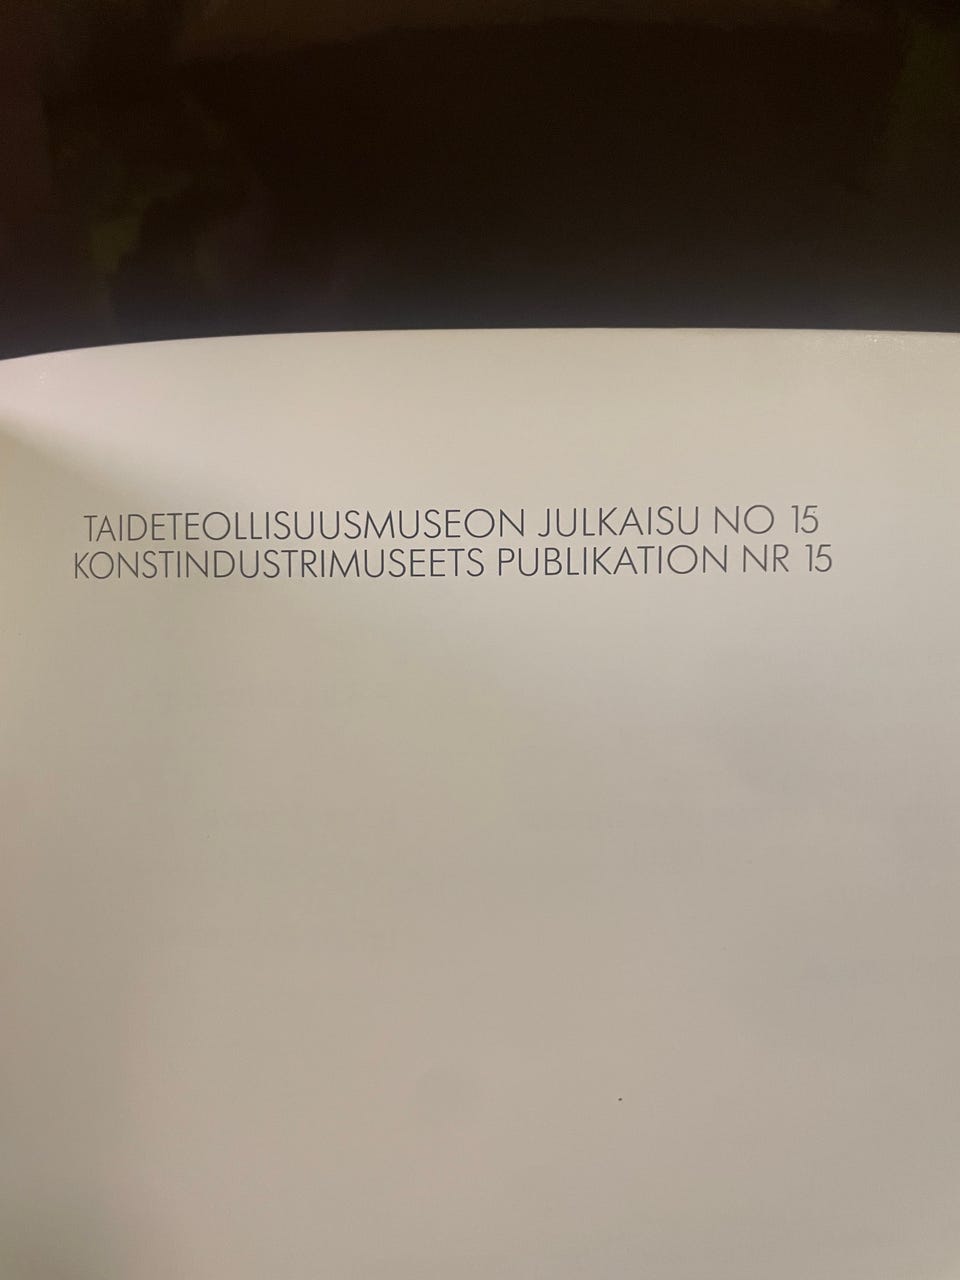 TAIDETEOLLISUUSMUSEON JULKAISU NO 15
KONSTINDUSTRIMUSEETS PUBLIKATION NR 15